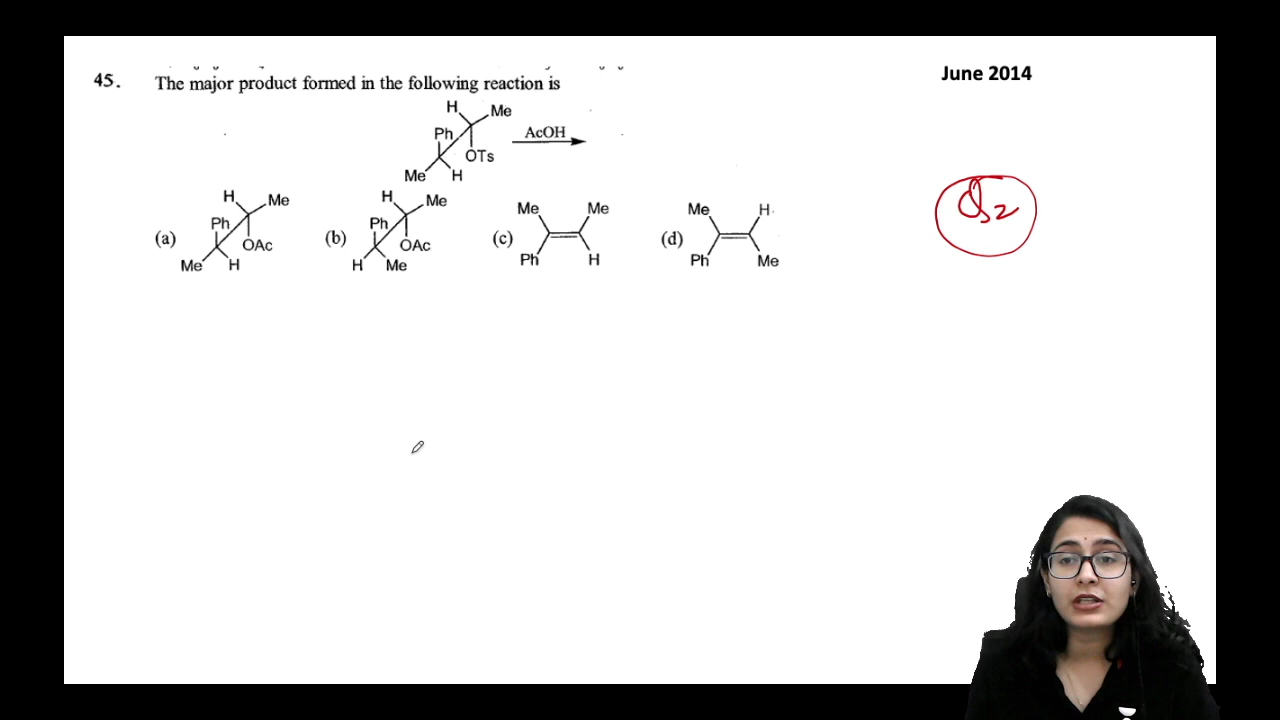 June 2014
45. The major product formed in the following reaction is
H Me
Ph AcOH
OTs
Me H
H Me H Me Me Me Me H
Ph Ph
(a) OAc (b) OAc (c) (d)
Me H H Me Ph H Ph Me